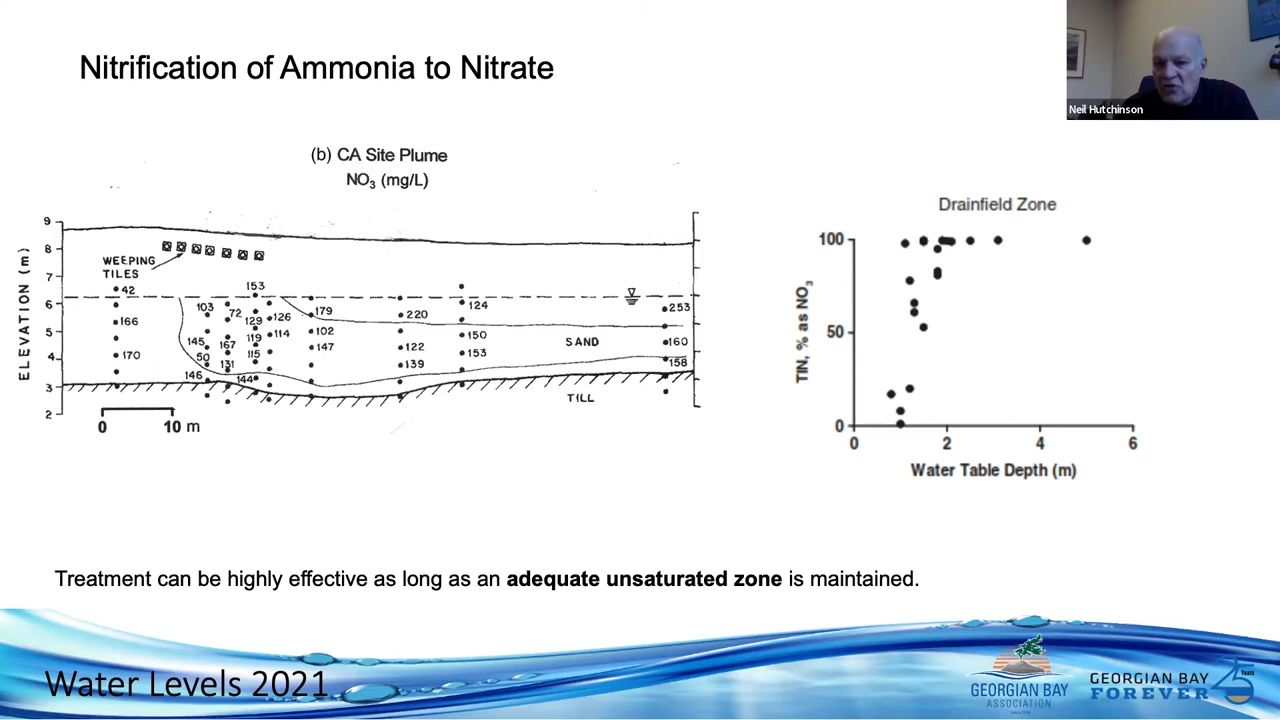 Nitrification of Ammonia to Nitrate
Neil Hutchinson
(b) CA Site Plume
NO3 (mg/L)
ELEVATION (m)
9
8
7
6
5
4
3
2
WEEPING
TILES
42
166
170
103
145
50
146
72
167
131
144
153
129
119
115
126
114
179
102
147
220
122
139
124
150
153
253
160
158
SAND
TILL
0
10 m
Drainfield Zone
TIN, % as NO3
100
50
0
0
2
4
6
Water Table Depth (m)
Treatment can be highly effective as long as an adequate unsaturated zone is maintained.
Water Levels 2021
GEORGIAN BAY
ASSOCIATION
GEORGIAN BAY
FOREVER
25
Years